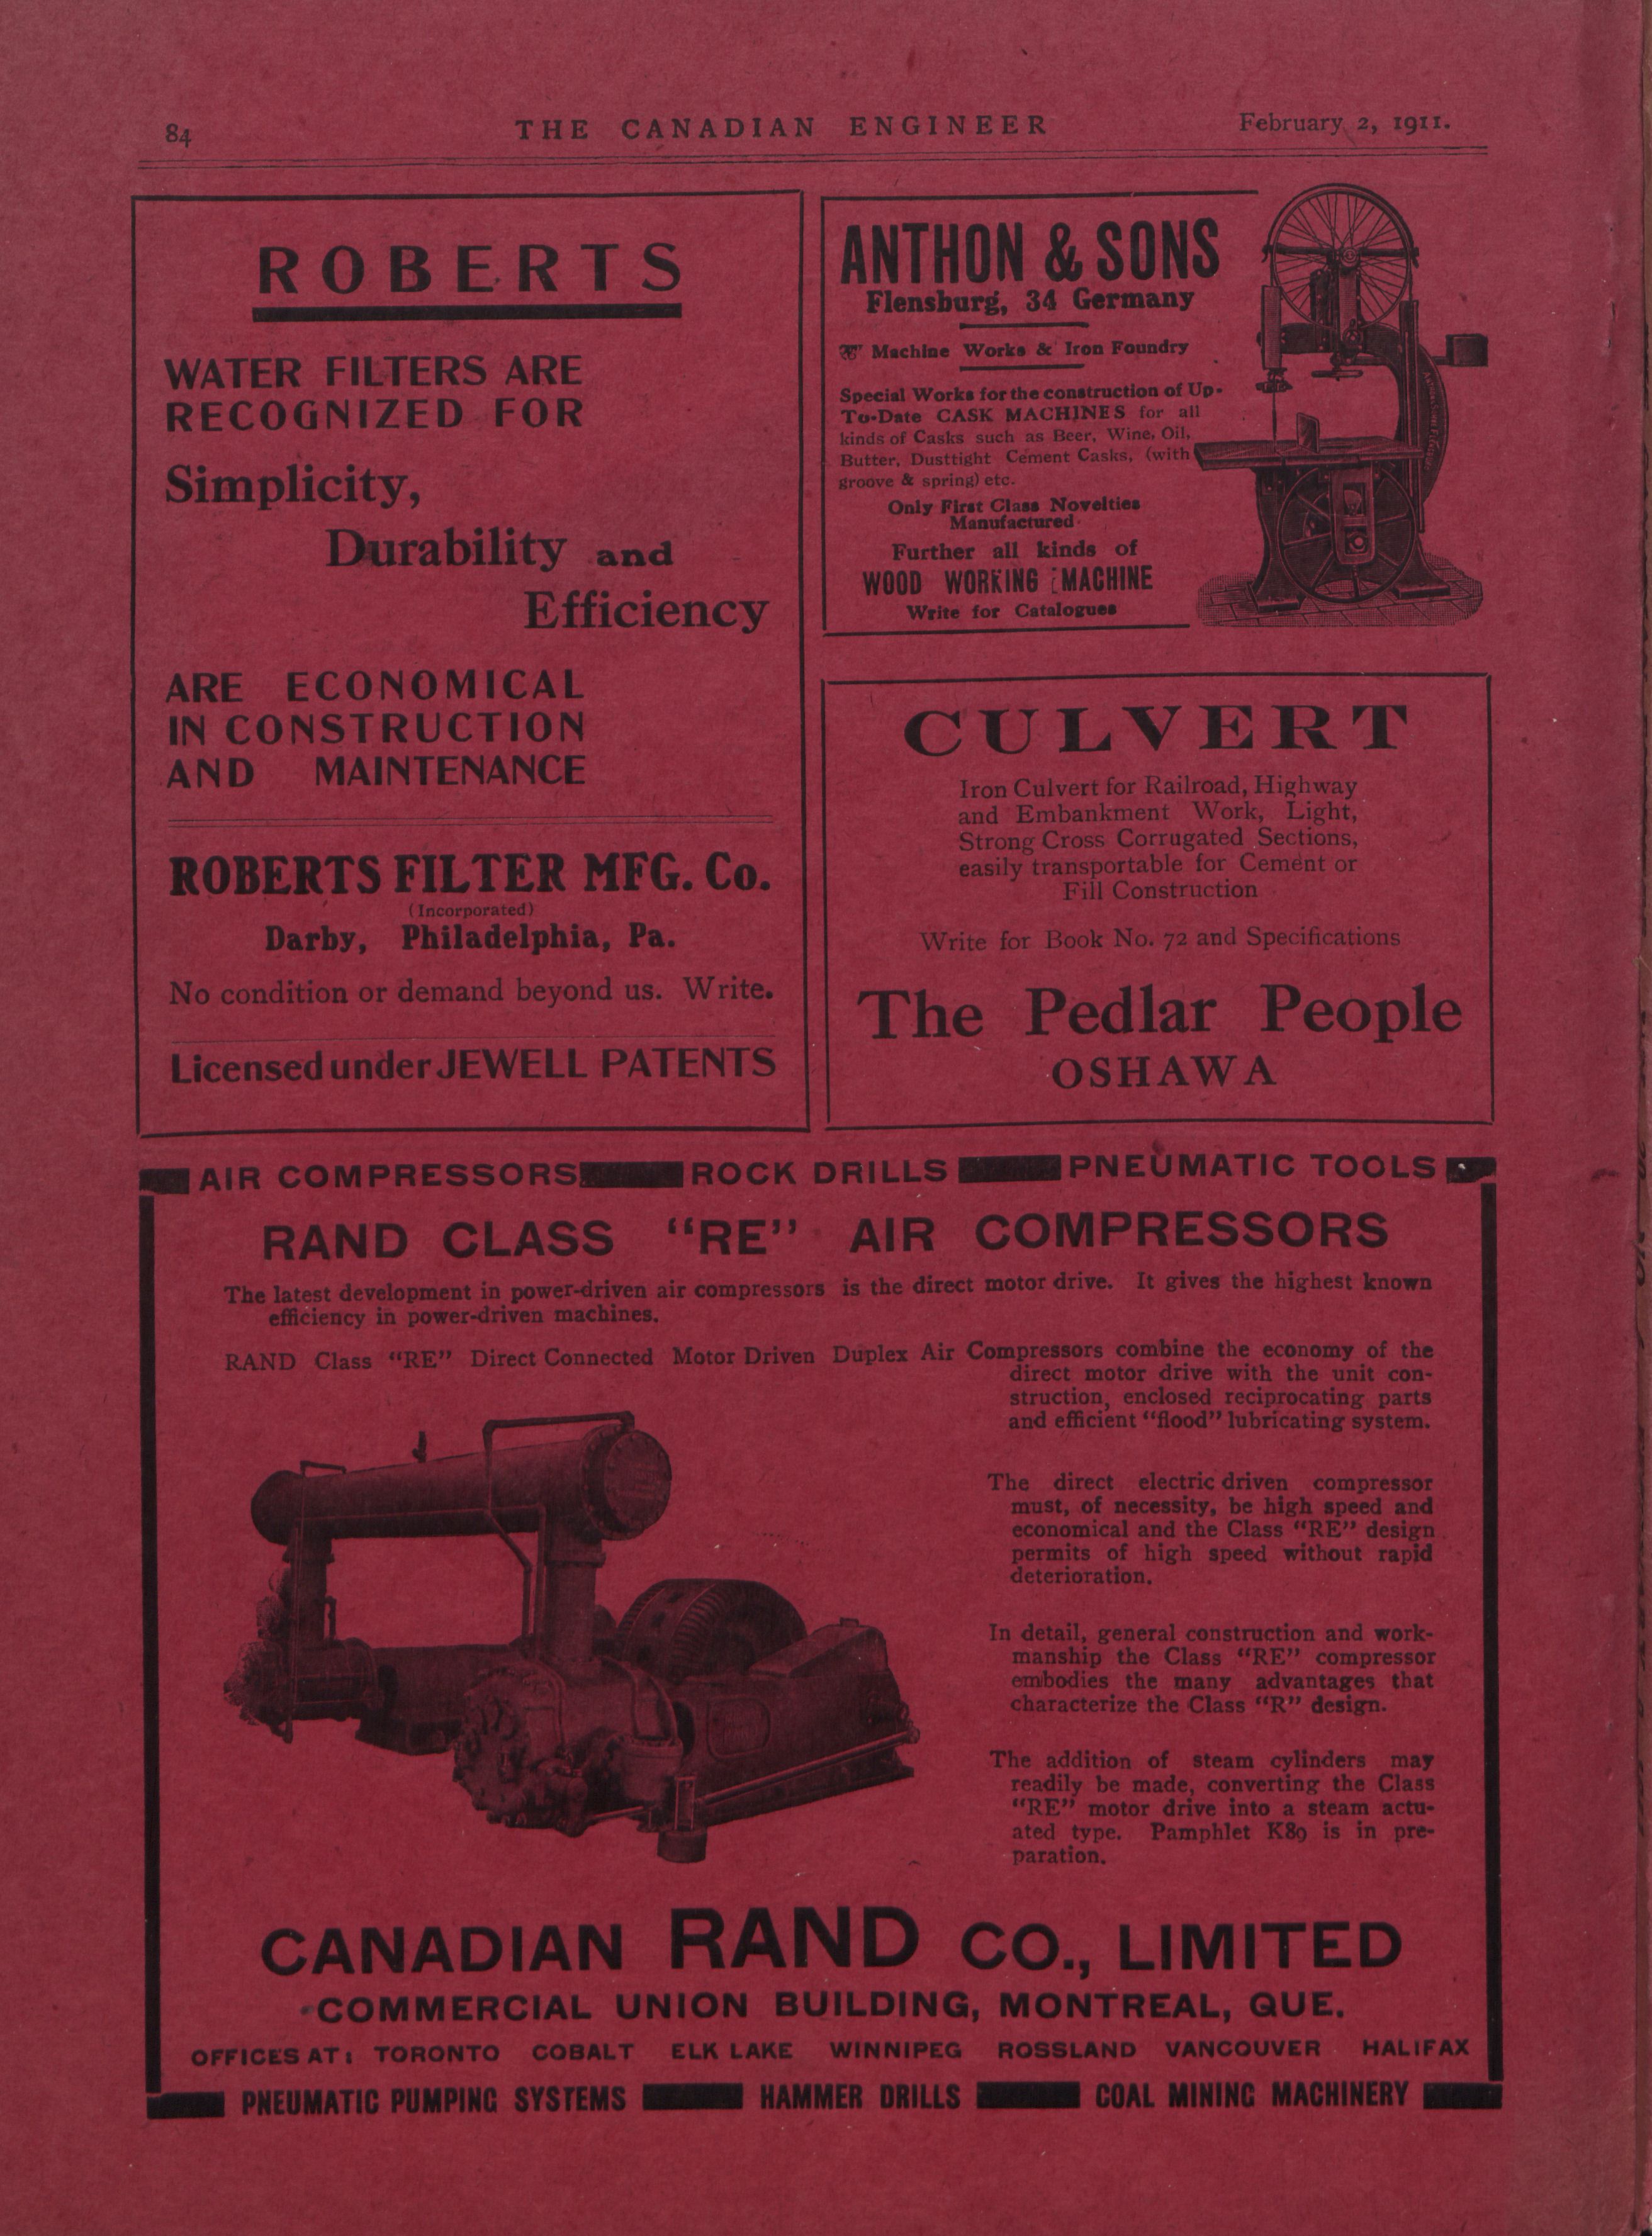 84
THE CANADIAN ENGINEER
February 2, 1911.
ROBERTS
WATER FILTERS ARE
RECOGNIZED FOR
Simplicity,
Durability and
Efficiency
ARE ECONOMICAL
IN CONSTRUCTION
AND MAINTENANCE
ROBERTS FILTER MFG. Co.
(Incorporated)
Darby, Philadelphia, Pa.
No condition or demand beyond us. Write.
Licensed under JEWELL PATENTS
ANTHON & SONS
Flensburg, 34 Germany
Machine Works & Iron Foundry
Special Works for the construction of Up-
To-Date CASK MACHINES for all
kinds of Casks such as Beer, Wine, Oil,
Butter, Dusttight Cement Casks, (with
groove & spring) etc.
Only First Class Novelties
Manufactured
Further all kinds of
WOOD WORKING MACHINE
Write for Catalogues
CULVERT
Iron Culvert for Railroad, Highway
and Embankment Work, Light,
Strong Cross Corrugated Sections,
easily transportable for Cement or
Fill Construction
Write for Book No. 72 and Specifications
The Pedlar People
OSHAWA
AIR COMPRESSORS ROCK DRILLS PNEUMATIC TOOLS
RAND CLASS "RE" AIR COMPRESSORS
The latest development in power-driven air compressors is the direct motor drive. It gives the highest known
efficiency in power-driven machines.
RAND Class "RE" Direct Connected Motor Driven Duplex Air Compressors combine the economy of the
direct motor drive with the unit con-
struction, enclosed reciprocating parts
and efficient "flood" lubricating system.
The direct electric driven compressor
must, of necessity, be high speed and
economical and the Class "RE" design
permits of high speed without rapid
deterioration.
In detail, general construction and work-
manship the Class "RE" compressor
embodies the many advantages that
characterize the Class "R" design.
The addition of steam cylinders may
readily be made, converting the Class
"RE" motor drive into a steam actu-
ated type. Pamphlet K89 is in pre-
paration.
CANADIAN RAND CO., LIMITED
COMMERCIAL UNION BUILDING, MONTREAL, QUE.
OFFICES AT: TORONTO COBALT ELK LAKE WINNIPEG ROSSLAND VANCOUVER HALIFAX
PNEUMATIC PUMPING SYSTEMS HAMMER DRILLS COAL MINING MACHINERY